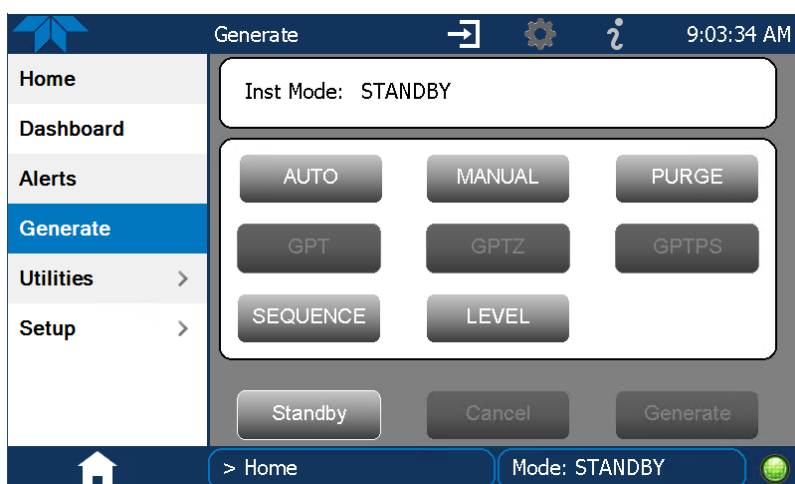 Generate 9:03:34 AM
Home
Dashboard
Alerts
Generate
Utilities >
Setup >
Inst Mode: STANDBY
AUTO MANUAL PURGE
GPT GPTZ GPTPS
SEQUENCE LEVEL
Standby Cancel Generate
> Home Mode: STANDBY